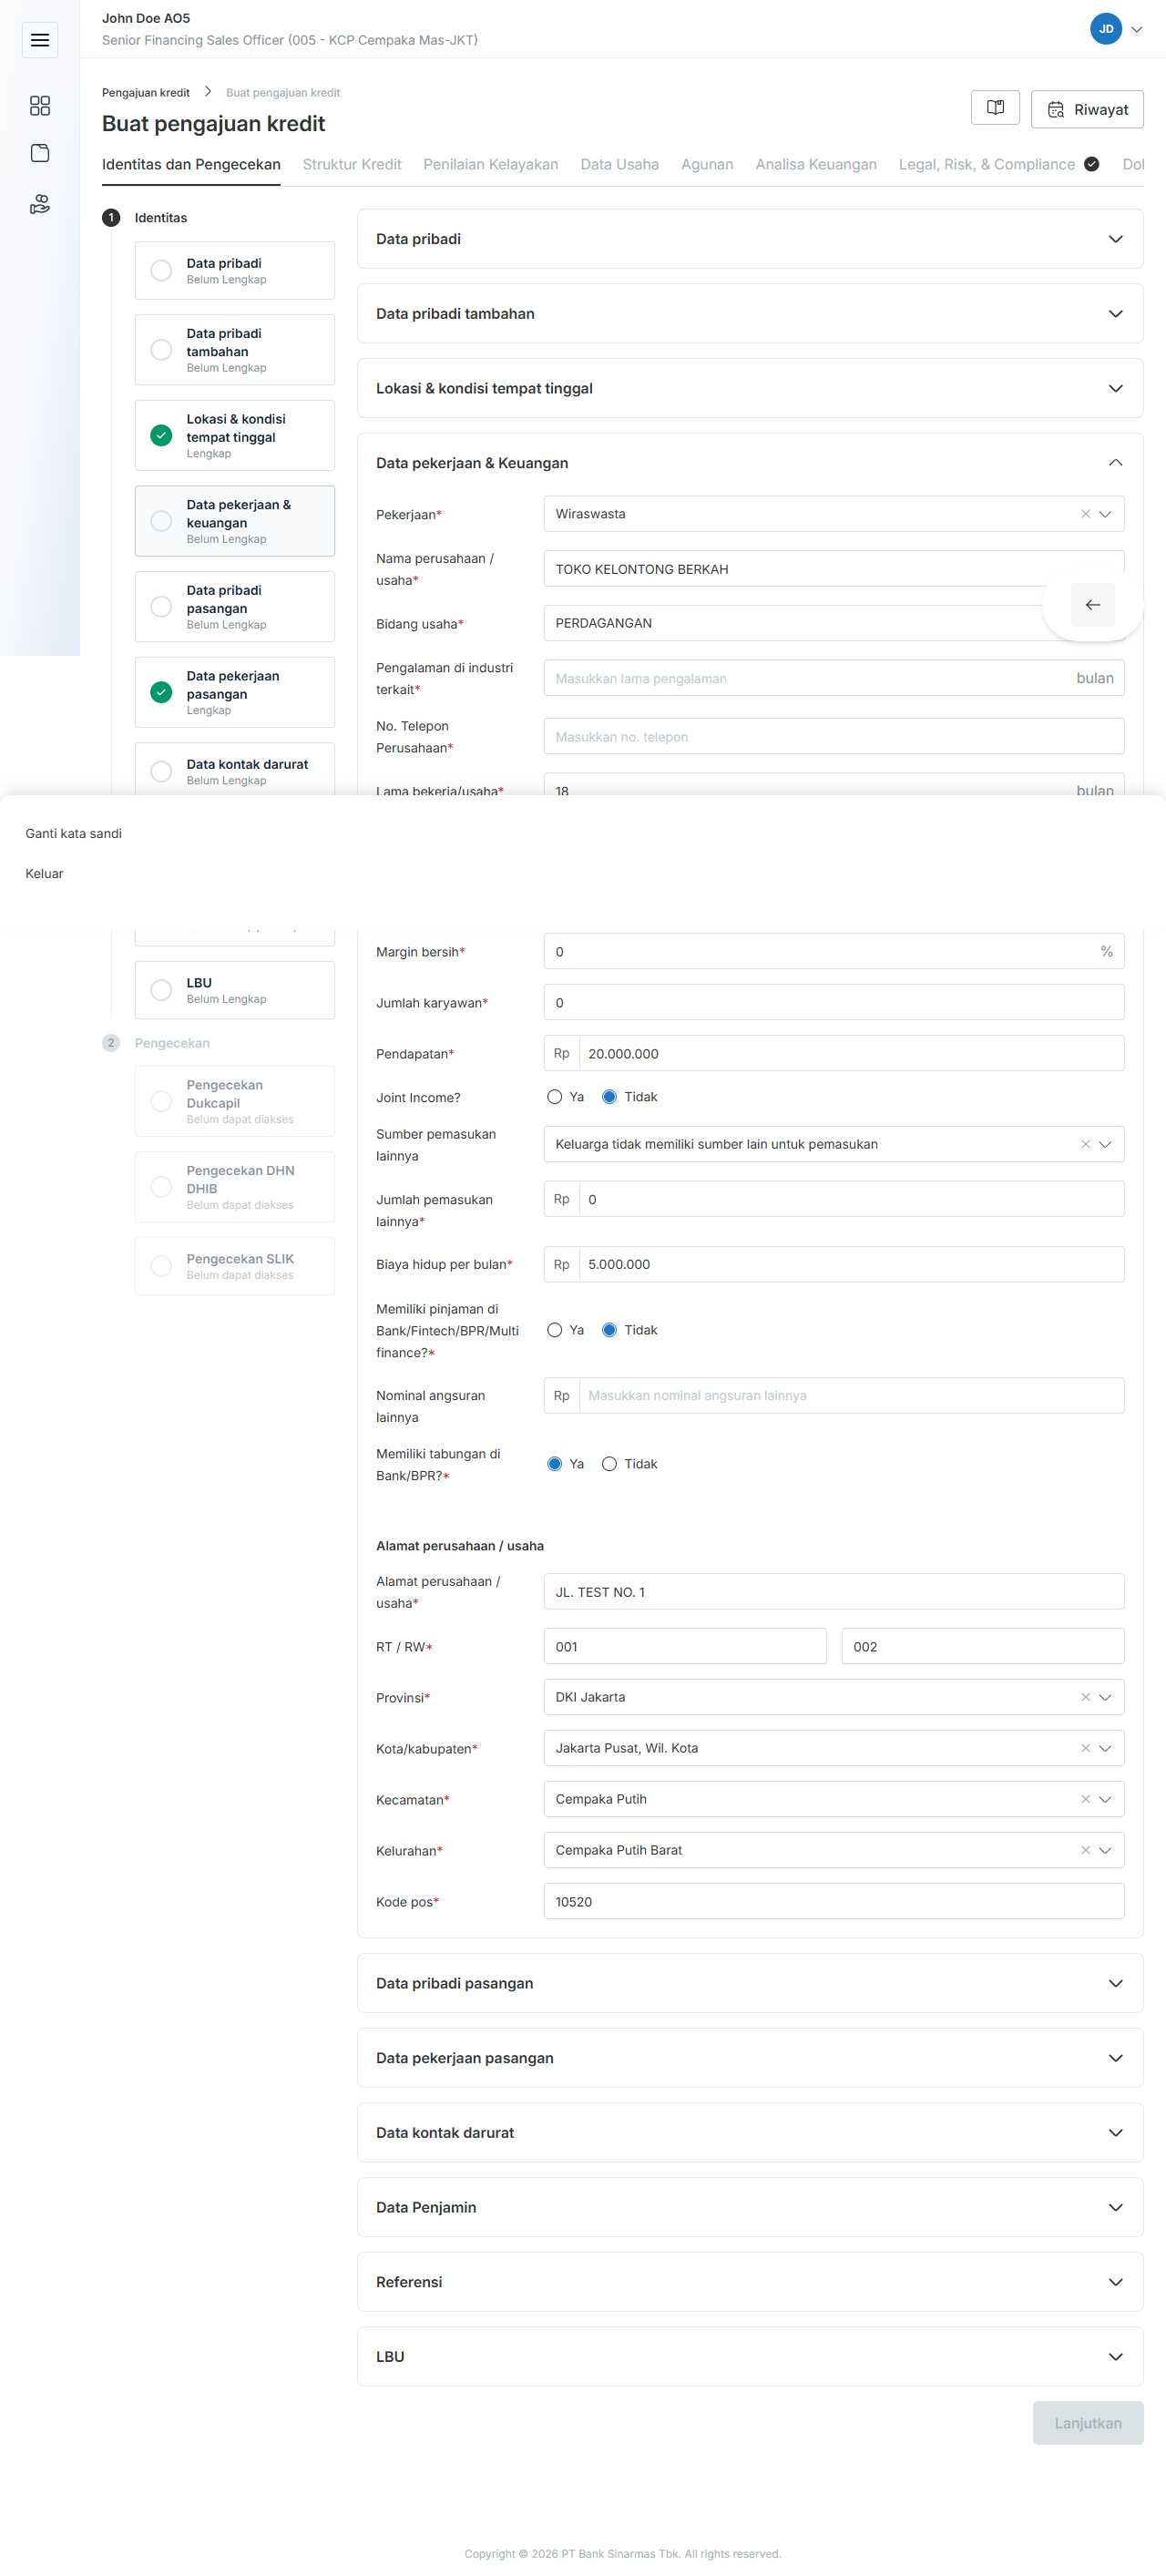 John Doe AO5
Senior Financing Sales Officer (005 - KCP Cempaka Mas-JKT)
JD
Pengajuan kredit
Buat pengajuan kredit
Buat pengajuan kredit
Riwayat
Identitas dan Pengecekan
Struktur Kredit
Penilaian Kelayakan
Data Usaha
Agunan
Analisa Keuangan
Legal, Risk, & Compliance
Dol
1
Identitas
Data pribadi
Belum Lengkap
Data pribadi
tambahan
Belum Lengkap
Lokasi & kondisi
tempat tinggal
Lengkap
Data pekerjaan &
keuangan
Belum Lengkap
Data pribadi
pasangan
Belum Lengkap
Data pekerjaan
pasangan
Lengkap
Data kontak darurat
Belum Lengkap
Data pribadi
Data pribadi tambahan
Lokasi & kondisi tempat tinggal
Data pekerjaan & Keuangan
Pekerjaan*
Wiraswasta
Nama perusahaan /
usaha*
TOKO KELONTONG BERKAH
Bidang usaha*
PERDAGANGAN
Pengalaman di industri
terkait*
Masukkan lama pengalaman
bulan
No. Telepon
Perusahaan*
Masukkan no. telepon
Lama bekerja/usaha*
18
bulan
Ganti kata sandi
Keluar
LBU
Belum Lengkap
2
Pengecekan
Pengecekan
Dukcapil
Belum dapat diakses
Pengecekan DHN
DHIB
Belum dapat diakses
Pengecekan SLIK
Belum dapat diakses
Margin bersih*
0
%
Jumlah karyawan*
0
Pendapatan*
Rp
20.000.000
Joint Income?
Ya
Tidak
Sumber pemasukan
lainnya
Keluarga tidak memiliki sumber lain untuk pemasukan
Jumlah pemasukan
lainnya*
Rp
0
Biaya hidup per bulan*
Rp
5.000.000
Memiliki pinjaman di
Bank/Fintech/BPR/Multi
finance?*
Ya
Tidak
Nominal angsuran
lainnya
Rp
Masukkan nominal angsuran lainnya
Memiliki tabungan di
Bank/BPR?*
Ya
Tidak
Alamat perusahaan / usaha
Alamat perusahaan /
usaha*
JL. TEST NO. 1
RT / RW*
001
002
Provinsi*
DKI Jakarta
Kota/kabupaten*
Jakarta Pusat, Wil. Kota
Kecamatan*
Cempaka Putih
Kelurahan*
Cempaka Putih Barat
Kode pos*
10520
Data pribadi pasangan
Data pekerjaan pasangan
Data kontak darurat
Data Penjamin
Referensi
LBU
Lanjutkan
Copyright © 2026 PT Bank Sinarmas Tbk. All rights reserved.